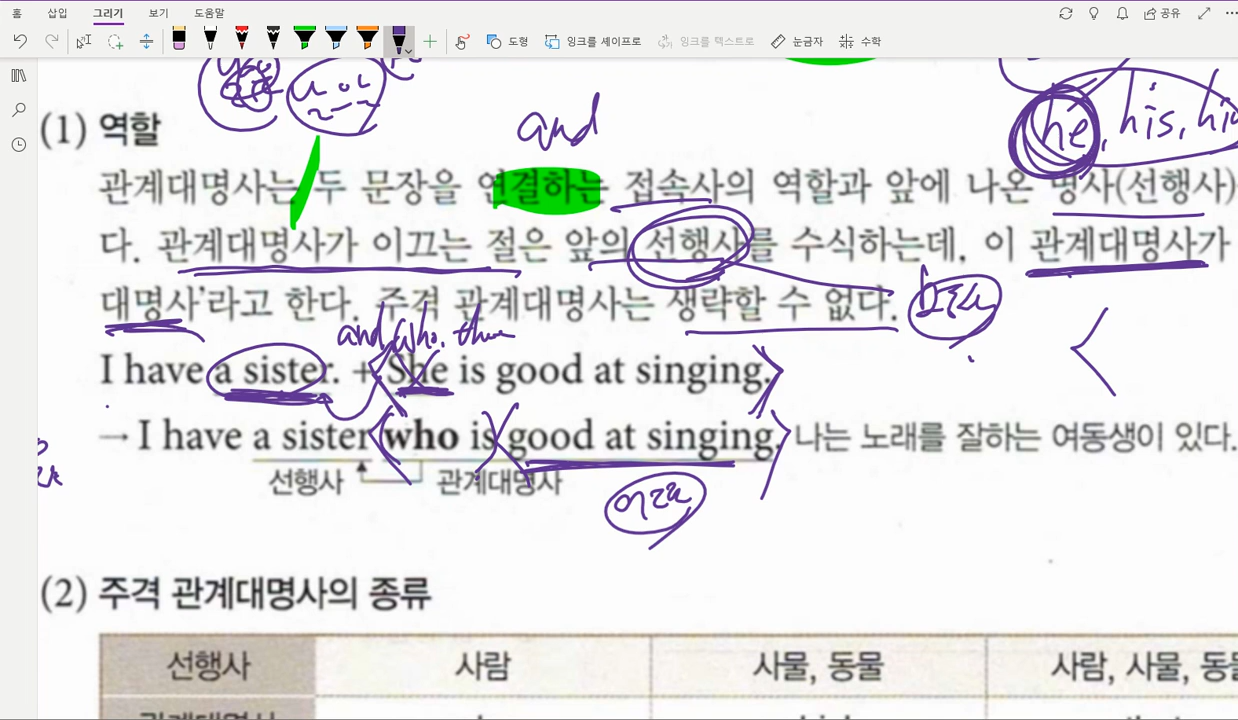 홈 삽입 그리기 보기 도움말 공유
도형 잉크를 셰이프로 잉크를 텍스트로 눈금자 수학
and
he, his,
(1) 역할
관계대명사는 두 문장을 연결하는 접속사의 역할과 앞에 나온 명사(선행사)
다. 관계대명사가 이끄는 절은 앞의 선행사를 수식하는데, 이 관계대명사가
대명사’라고 한다. 주격 관계대명사는 생략할 수 없다.
and who.
I have a sister. + She is good at singing.
→ I have a sister who is good at singing. 나는 노래를 잘하는 여동생이 있다.
선행사 관계대명사
(2) 주격 관계대명사의 종류
선행사 사람 사물, 동물 사람, 사물, 동물